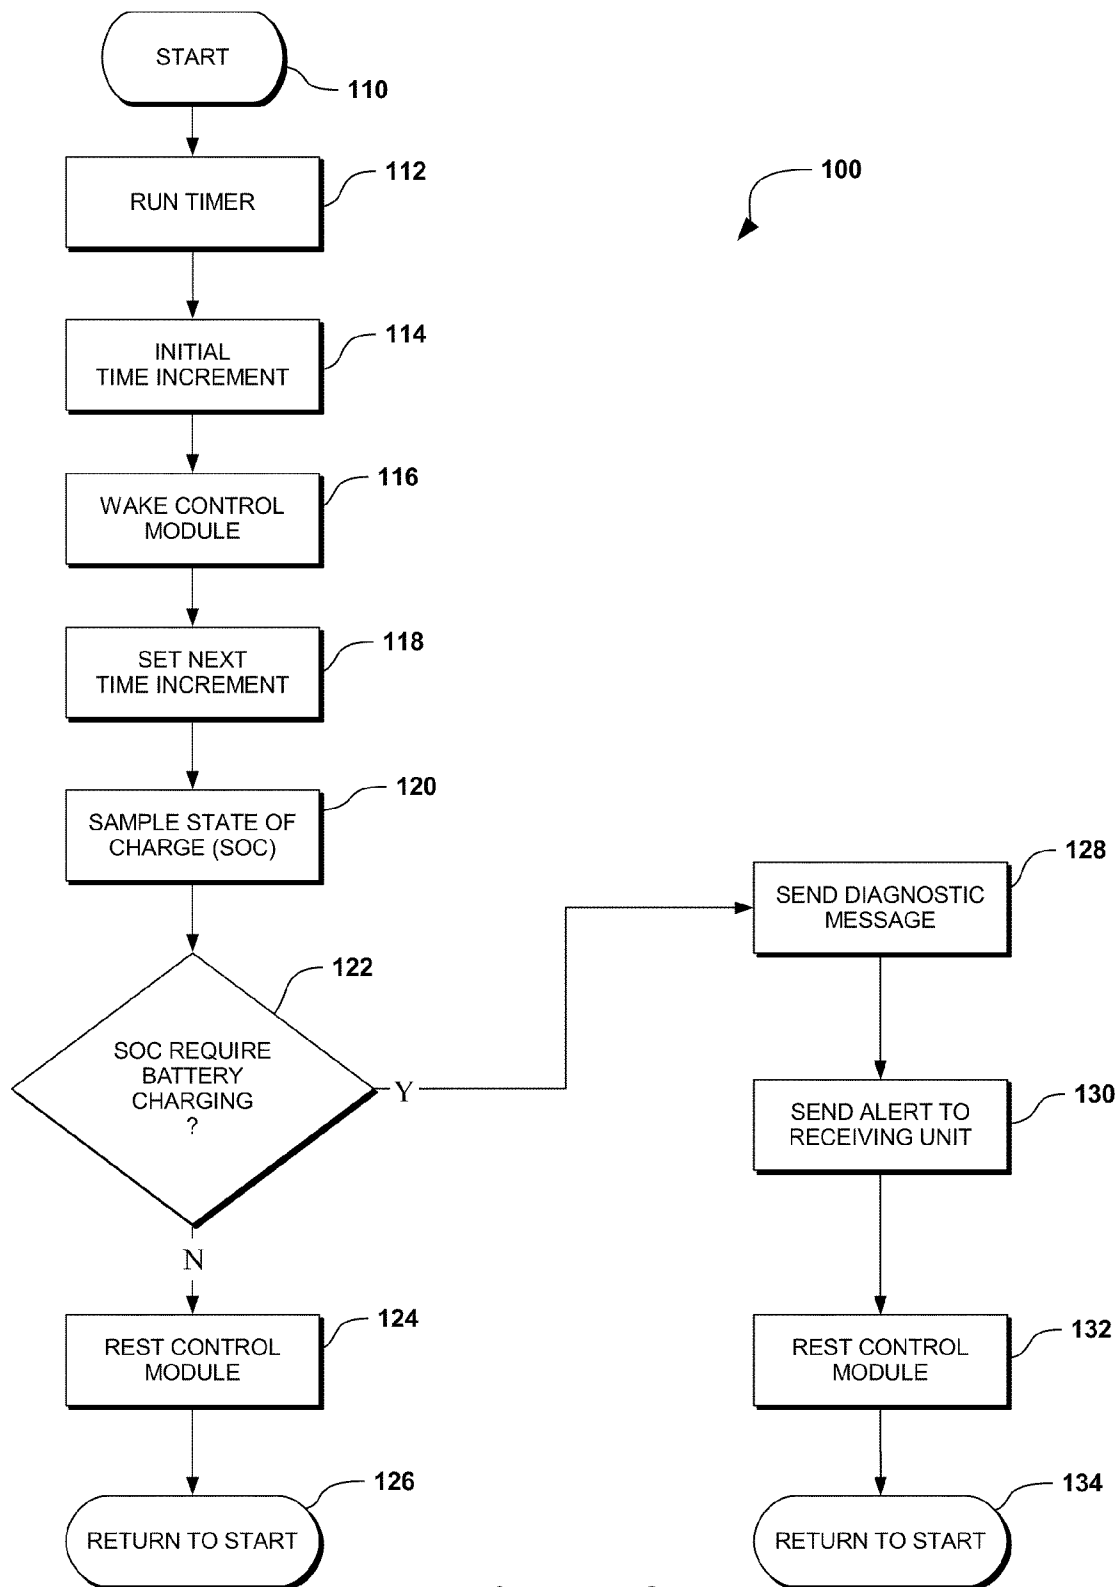 START
110
RUN TIMER
112
100
INITIAL
TIME INCREMENT
114
WAKE CONTROL
MODULE
116
SET NEXT
TIME INCREMENT
118
SAMPLE STATE OF
CHARGE (SOC)
120
SOC REQUIRE
BATTERY
CHARGING
?
122
Y
N
REST CONTROL
MODULE
124
RETURN TO START
126
SEND DIAGNOSTIC
MESSAGE
128
SEND ALERT TO
RECEIVING UNIT
130
REST CONTROL
MODULE
132
RETURN TO START
134